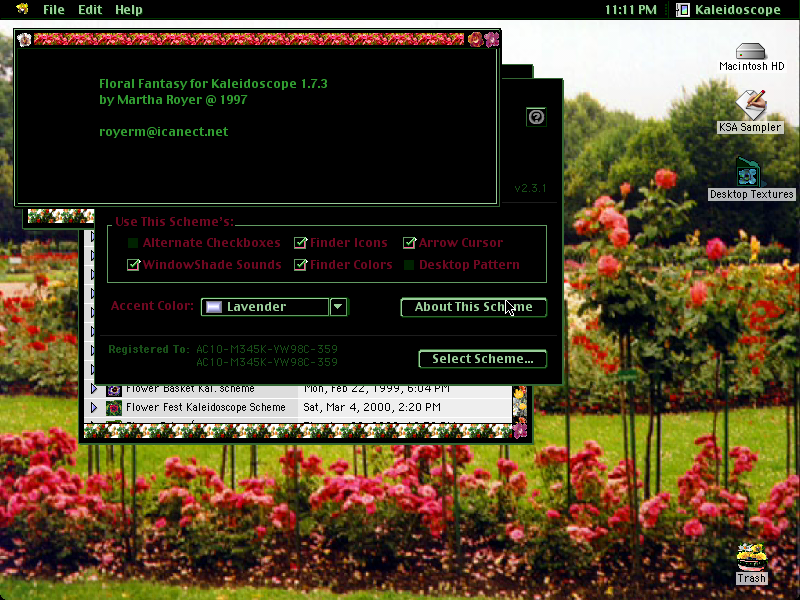 File Edit Help
11:11 PM Kaleidoscope
Floral Fantasy for Kaleidoscope 1.7.3
by Martha Royer @ 1997
royerm@icanect.net
Macintosh HD
KSA Sampler
Desktop Textures
v2.3.1
Use This Scheme's:
Alternate Checkboxes Finder Icons Arrow Cursor
WindowShade Sounds Finder Colors Desktop Pattern
Accent Color: Lavender About This Scheme
Registered To: AC10-M345K-YW98C-359
AC10-M345K-YW98C-359
Select Scheme...
Flower Basket Kal. scheme Mon, Feb 22, 1999, 6:04 PM
Flower Fest Kaleidoscope Scheme Sat, Mar 4, 2000, 2:20 PM
Trash